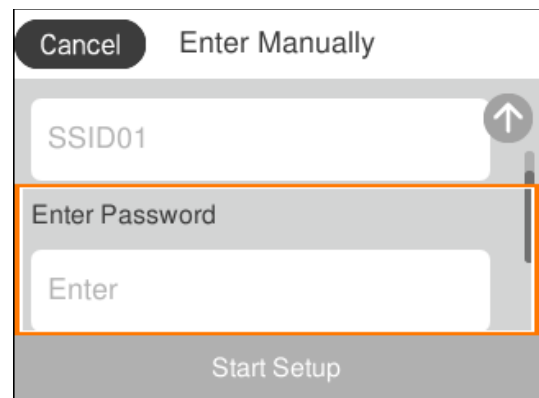 Cancel Enter Manually
SSID01
Enter Password
Enter
Start Setup